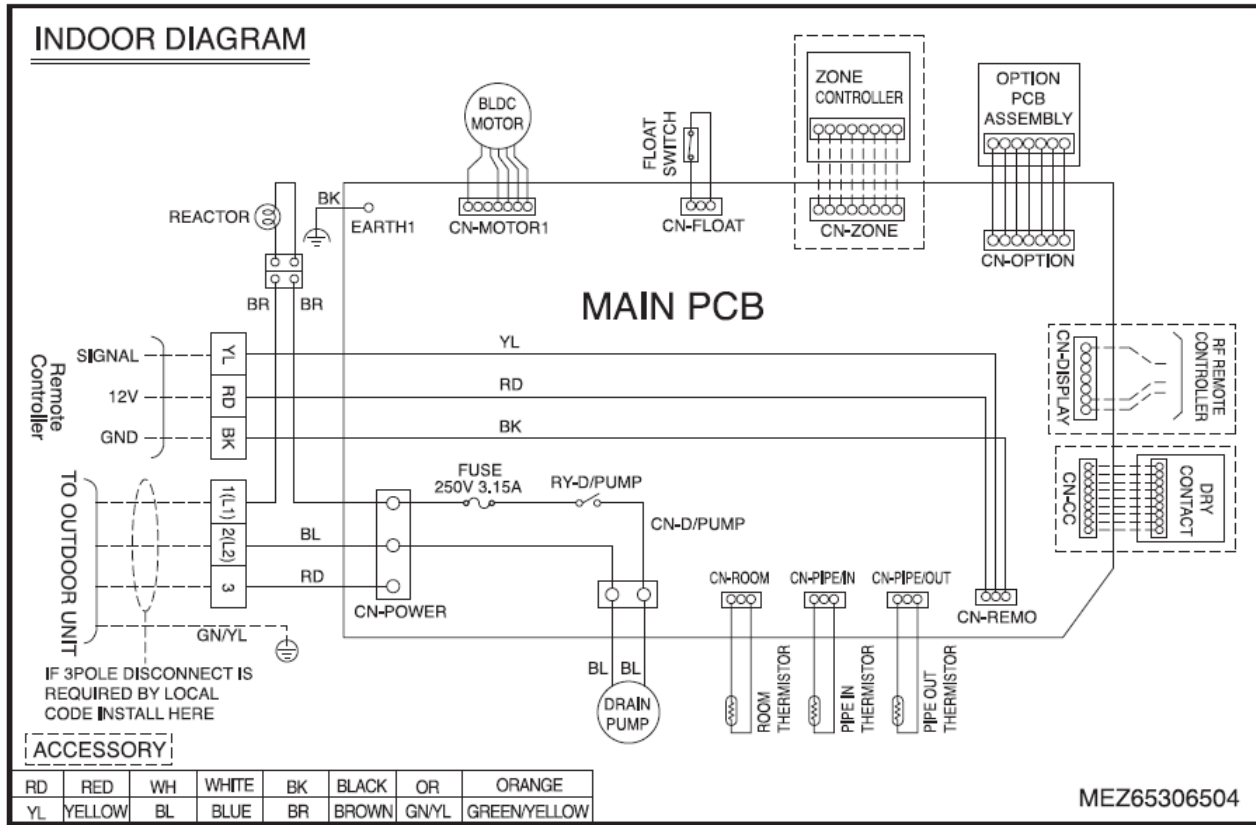 INDOOR DIAGRAM
BLDC
MOTOR
FLOAT
SWITCH
ZONE
CONTROLLER
OPTION
PCB
ASSEMBLY
REACTOR
BK
EARTH1
CN-MOTOR1
CN-FLOAT
CN-ZONE
CN-OPTION
BR
BR
MAIN PCB
Remote
Controller
SIGNAL
YL
YL
12V
RD
RD
GND
BK
BK
CN-DISPLAY
RF REMOTE
CONTROLLER
CN-CC
DRY
CONTACT
TO OUTDOOR UNIT
1(L1)
2(L2)
3
BL
RD
GN/YL
CN-POWER
FUSE
250V 3.15A
RY-D/PUMP
CN-D/PUMP
BL
BL
DRAIN
PUMP
CN-ROOM
CN-PIPE/IN
CN-PIPE/OUT
CN-REMO
ROOM
THERMISTOR
PIPE IN
THERMISTOR
PIPE OUT
THERMISTOR
IF 3POLE DISCONNECT IS
REQUIRED BY LOCAL
CODE INSTALL HERE
ACCESSORY
RD RED WH WHITE BK BLACK OR ORANGE
YL YELLOW BL BLUE BR BROWN GN/YL GREEN/YELLOW
MEZ65306504